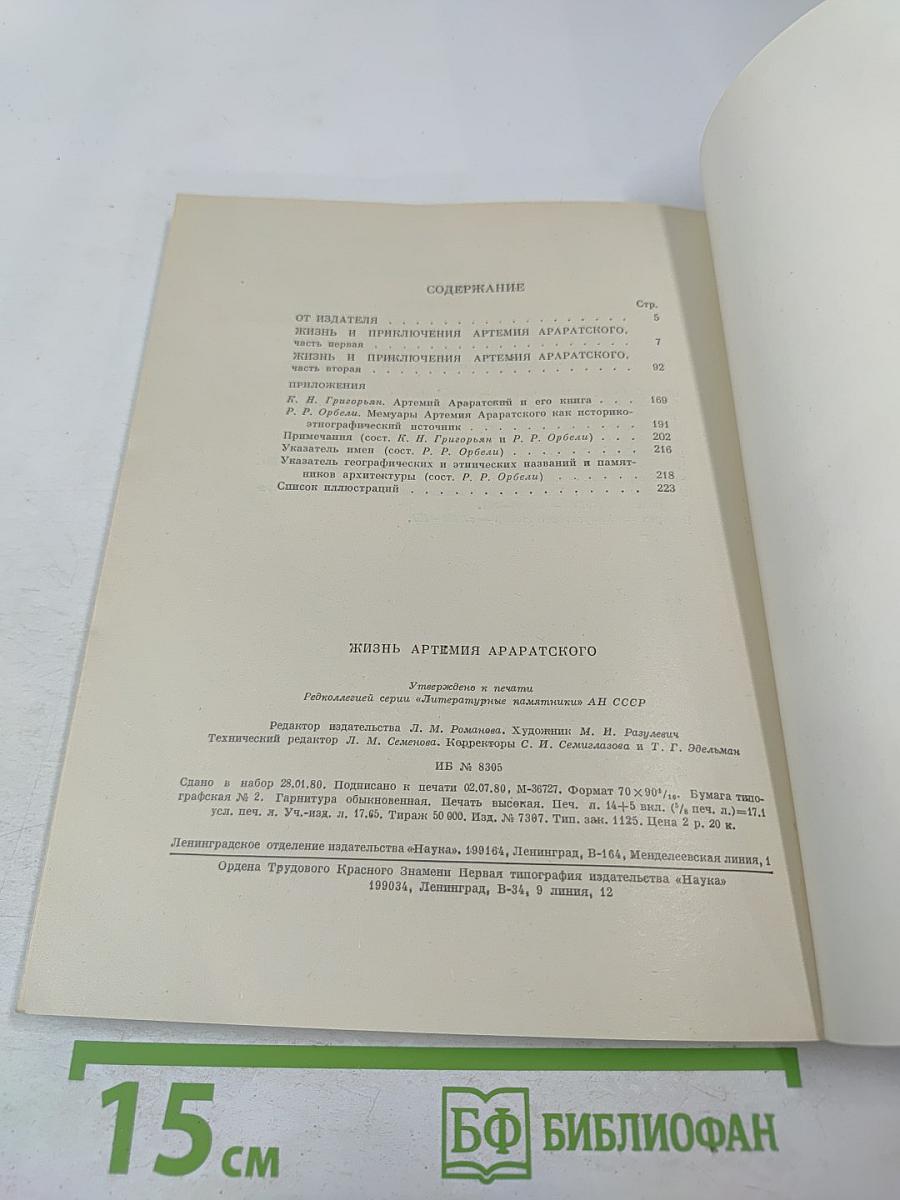 СОДЕРЖАНИЕ
Стр.
ОТ ИЗДАТЕЛЯ . . . . . . . . . . . . . . . . . 5
ЖИЗНЬ И ПРИКЛЮЧЕНИЯ АРТЕМИЯ АРАРАТСКОГО,
часть первая . . . . . . . . . . . . . . . . . . 7
ЖИЗНЬ И ПРИКЛЮЧЕНИЯ АРТЕМИЯ АРАРАТСКОГО,
часть вторая . . . . . . . . . . . . . . . . . . 92
ПРИЛОЖЕНИЯ
К. Н. Григорьян. Артемий Араратский и его книга . . . 169
Р. Р. Орбели. Мемуары Артемия Араратского как историко-
этнографический источник . . . . . . . . . . . . 191
Примечания (сост. К. Н. Григорьян и Р. Р. Орбели) . . . 202
Указатель имен (сост. Р. Р. Орбели) . . . . . . . . . 216
Указатель географических и этнических названий и памят-
ников архитектуры (сост. Р. Р. Орбели) . . . . . . 218
Список иллюстраций . . . . . . . . . . . . . . . . 223
ЖИЗНЬ АРТЕМИЯ АРАРАТСКОГО
Утверждено к печати
Редколлегией серии «Литературные памятники» АН СССР
Редактор издательства Л. М. Романова. Художник М. И. Разулевич
Технический редактор Л. М. Семенова. Корректоры С. И. Семиглазова и Т. Г. Эдельман
ИБ № 8305
Сдано в набор 28.01.80. Подписано к печати 02.07.80, М-36727. Формат 70×90¹/₁₆. Бумага типо-
графская № 2. Гарнитура обыкновенная. Печать высокая. Печ. л. 14+5 вкл. (⁵/₈ печ. л.)=17.1
усл. печ. л. Уч.-изд. л. 17.65. Тираж 50 000. Изд. № 7397. Тип. зак. 1125. Цена 2 р. 20 к.
Ленинградское отделение издательства «Наука». 199164, Ленинград, В-164, Менделеевская линия, 1
Ордена Трудового Красного Знамени Первая типография издательства «Наука»
199034, Ленинград, В-34, 9 линия, 12
15 см
БФ БИБЛИОФАН